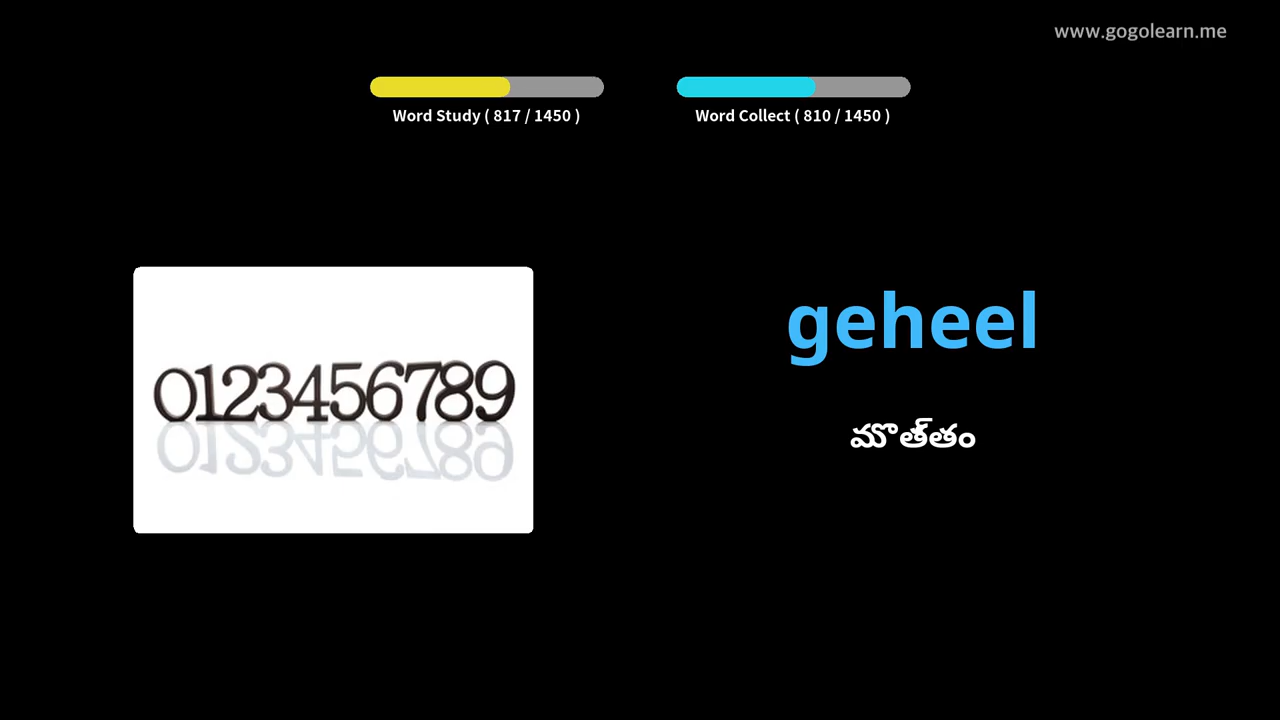 www.gogolearn.me
Word Study ( 817 / 1450 )
Word Collect ( 810 / 1450 )
0123456789
geheel
మొత్తం